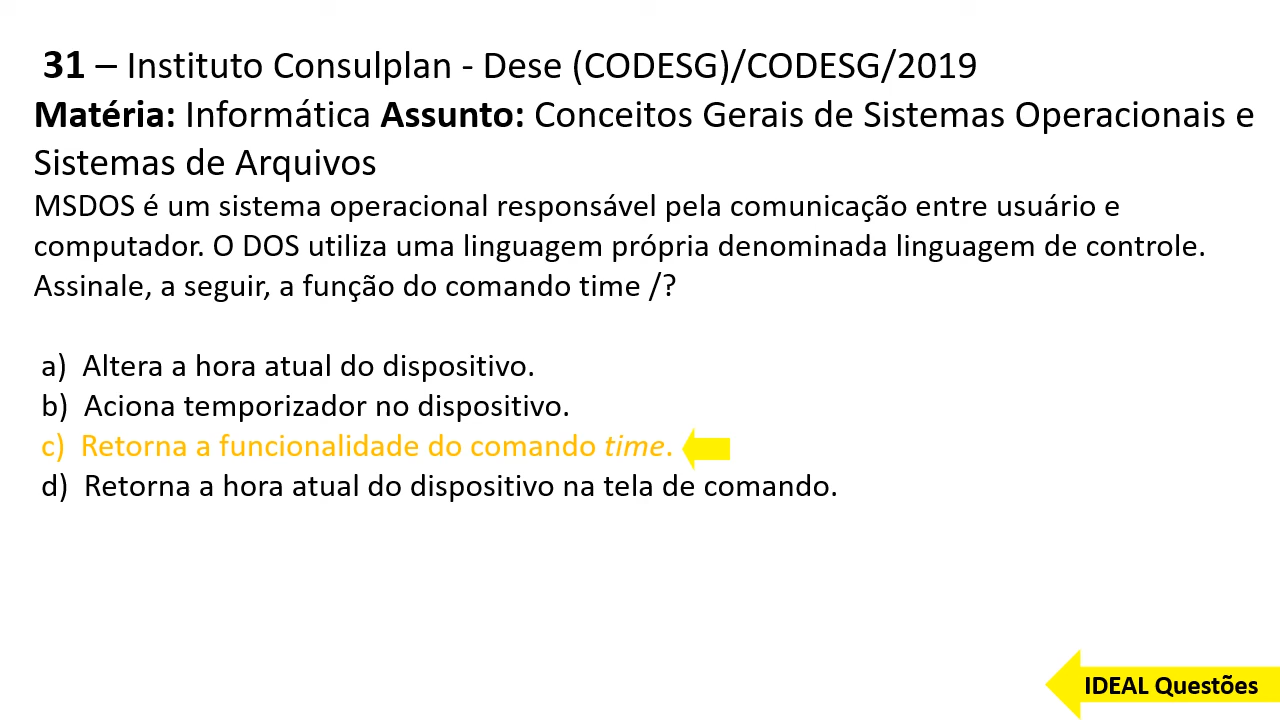 31 – Instituto Consulplan - Dese (CODESG)/CODESG/2019
Matéria: Informática Assunto: Conceitos Gerais de Sistemas Operacionais e
Sistemas de Arquivos
MSDOS é um sistema operacional responsável pela comunicação entre usuário e
computador. O DOS utiliza uma linguagem própria denominada linguagem de controle.
Assinale, a seguir, a função do comando time /?
a) Altera a hora atual do dispositivo.
b) Aciona temporizador no dispositivo.
c) Retorna a funcionalidade do comando time.
d) Retorna a hora atual do dispositivo na tela de comando.
IDEAL Questões